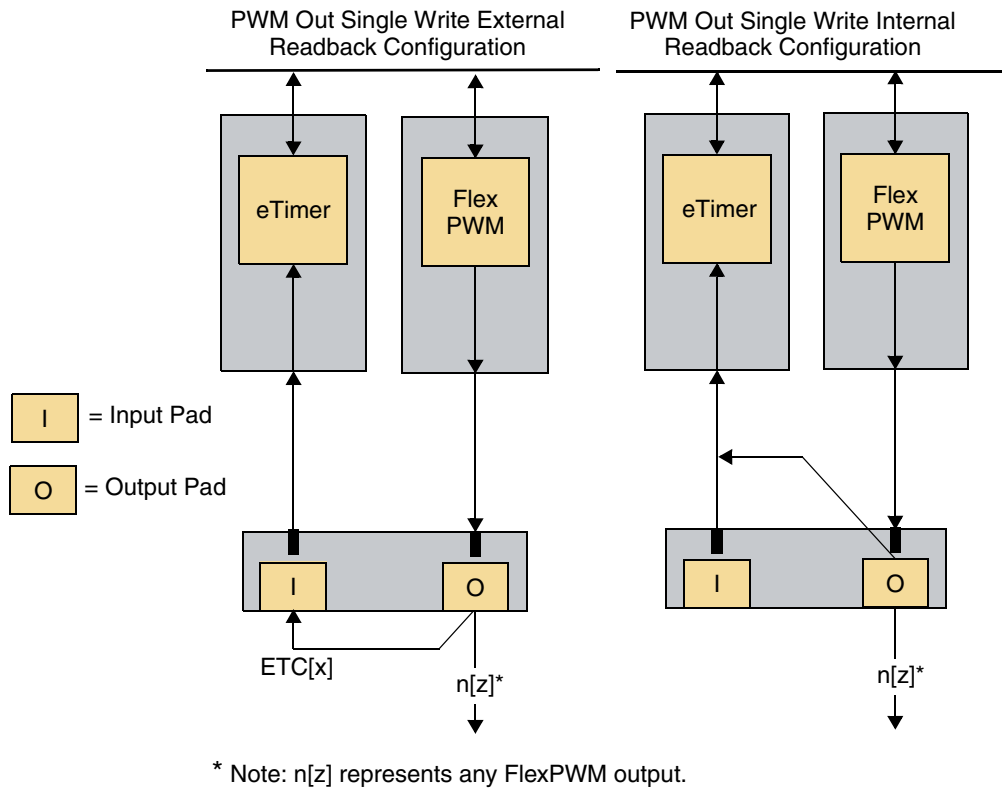 PWM Out Single Write External
Readback Configuration
PWM Out Single Write Internal
Readback Configuration
eTimer
Flex
PWM
eTimer
Flex
PWM
I
= Input Pad
O
= Output Pad
I
O
I
O
ETC[x]
n[z]*
n[z]*
* Note: n[z] represents any FlexPWM output.